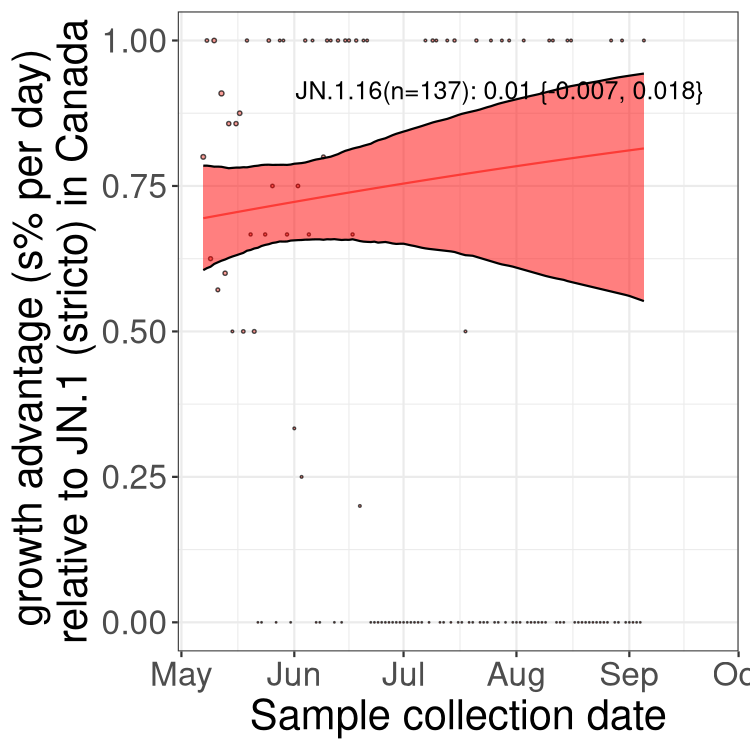 growth advantage (s% per day)
relative to JN.1 (stricto) in Canada
1.00
0.75
0.50
0.25
0.00
JN.1.16(n=137): 0.01 {-0.007, 0.018}
May Jun Jul Aug Sep Oc
Sample collection date